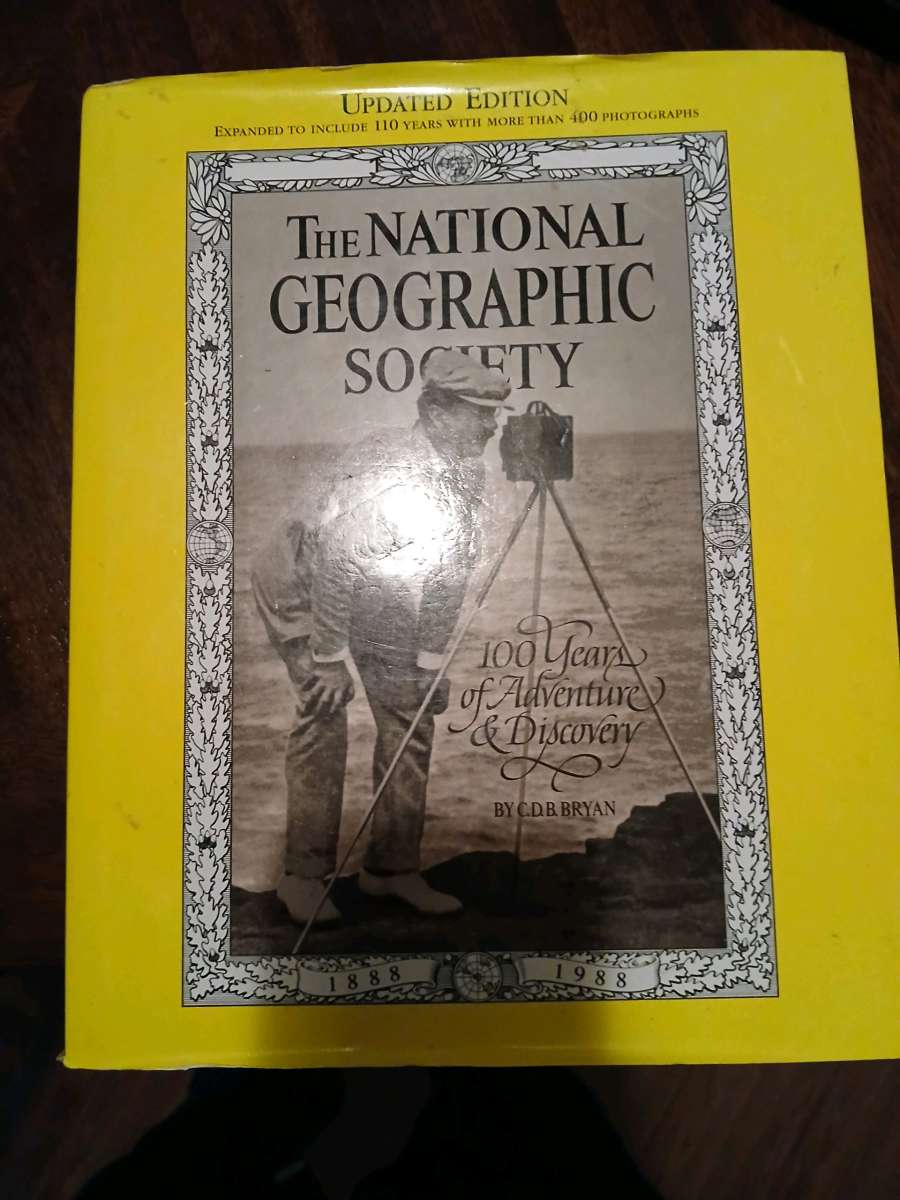 UPDATED EDITION
EXPANDED TO INCLUDE 110 YEARS WITH MORE THAN 400 PHOTOGRAPHS
THE NATIONAL
GEOGRAPHIC
SOCIETY
100 Years
of Adventure
& Discovery
BY C.D.B. BRYAN
1888 1988